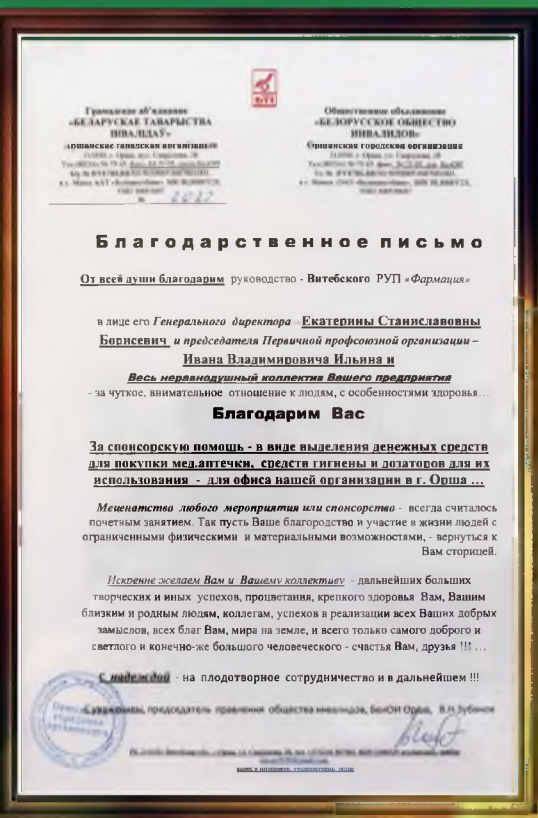 Грамадскае аб'яднанне
«БЕЛАРУСКАЕ ТАВАРЫСТВА
ІНВАЛІДАЎ»
Аршанская гарадская арганізацыя
Общественное объединение
«БЕЛОРУССКОЕ ОБЩЕСТВО
ИНВАЛИДОВ»
Оршанская городская организация
№
Благодарственное письмо
От всей души благодарим руководство - Витебского РУП «Фармация»
в лице его Генерального директора Екатерины Станиславовны
Борисевич и председателя Первичной профсоюзной организации –
Ивана Владимировича Ильина и
Весь неравнодушный коллектив Вашего предприятия
- за чуткое, внимательное отношение к людям, с особенностями здоровья…
Благодарим Вас
За спонсорскую помощь - в виде выделения денежных средств
для покупки мед.аптечки, средств гигиены и дозаторов для их
использования - для офиса нашей организации в г. Орша …
Меценатство любого мероприятия или спонсорство - всегда считалось
почетным занятием. Так пусть Ваше благородство и участие в жизни людей с
ограниченными физическими и материальными возможностями, - вернуться к
Вам сторицей.
Искренне желаем Вам и Вашему коллективу - дальнейших больших
творческих и иных успехов, процветания, крепкого здоровья Вам, Вашим
близким и родным людям, коллегам, успехов в реализации всех Ваших добрых
замыслов, всех благ Вам, мира на земле, и всего только самого доброго и
светлого и конечно-же большого человеческого - счастья Вам, друзья !!! …
С надеждой - на плодотворное сотрудничество и в дальнейшем !!!
С уважением, председатель правления общества инвалидов, В.Н.Зубанов